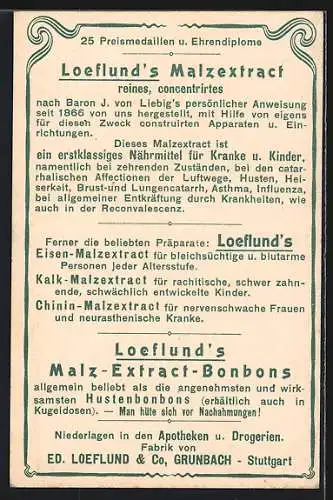 25 Preismedaillen u. Ehrendiplome
Loeflund's Malzextract
reines, concentrirtes
nach Baron J. von Liebig's persönlicher Anweisung
seit 1866 von uns hergestellt, mit Hilfe von eigens
für diesen Zweck construirten Apparaten u. Ein-
richtungen.
Dieses Malzextract ist
ein erstklassiges Nährmittel für Kranke u. Kinder,
namentlich bei zehrenden Zuständen, bei den catar-
rhalischen Affectionen der Luftwege, Husten, Hei-
serkeit, Brust-und Lungencatarrh, Asthma, Influenza,
bei allgemeiner Entkräftung durch Krankheiten, wie
auch in der Reconvalescenz.
Ferner die beliebten Präparate: Loeflund's
Eisen-Malzextract für bleichsüchtige u. blutarme
Personen jeder Altersstufe.
Kalk-Malzextract für rachitische, schwer zahn-
ende, schwächlich entwickelte Kinder.
Chinin-Malzextract für nervenschwache Frauen
und neurasthenische Kranke.
Loeflund's
Malz-Extract-Bonbons
allgemein beliebt als die angenehmsten und wirk-
samsten Hustenbonbons (erhältlich auch in
Kugeldosen). — Man hüte sich vor Nachahmungen!
Niederlagen in den Apotheken u. Drogerien.
Fabrik von
ED. LOEFLUND & Co, GRUNBACH - Stuttgart